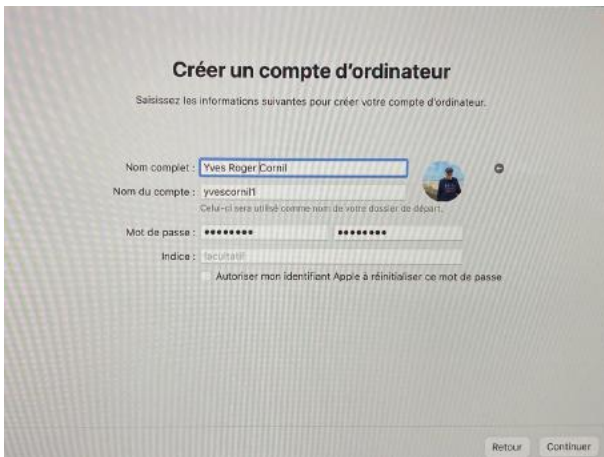 Créer un compte d'ordinateur
Saisissez les informations suivantes pour créer votre compte d'ordinateur.
Nom complet : Yves Roger Cornil
Nom du compte : yvescornil1
Celui-ci sera utilisé comme nom de votre dossier de départ.
Mot de passe : •••••••• ••••••••
Indice : facultatif
Autoriser mon identifiant Apple à réinitialiser ce mot de passe
Retour Continuer